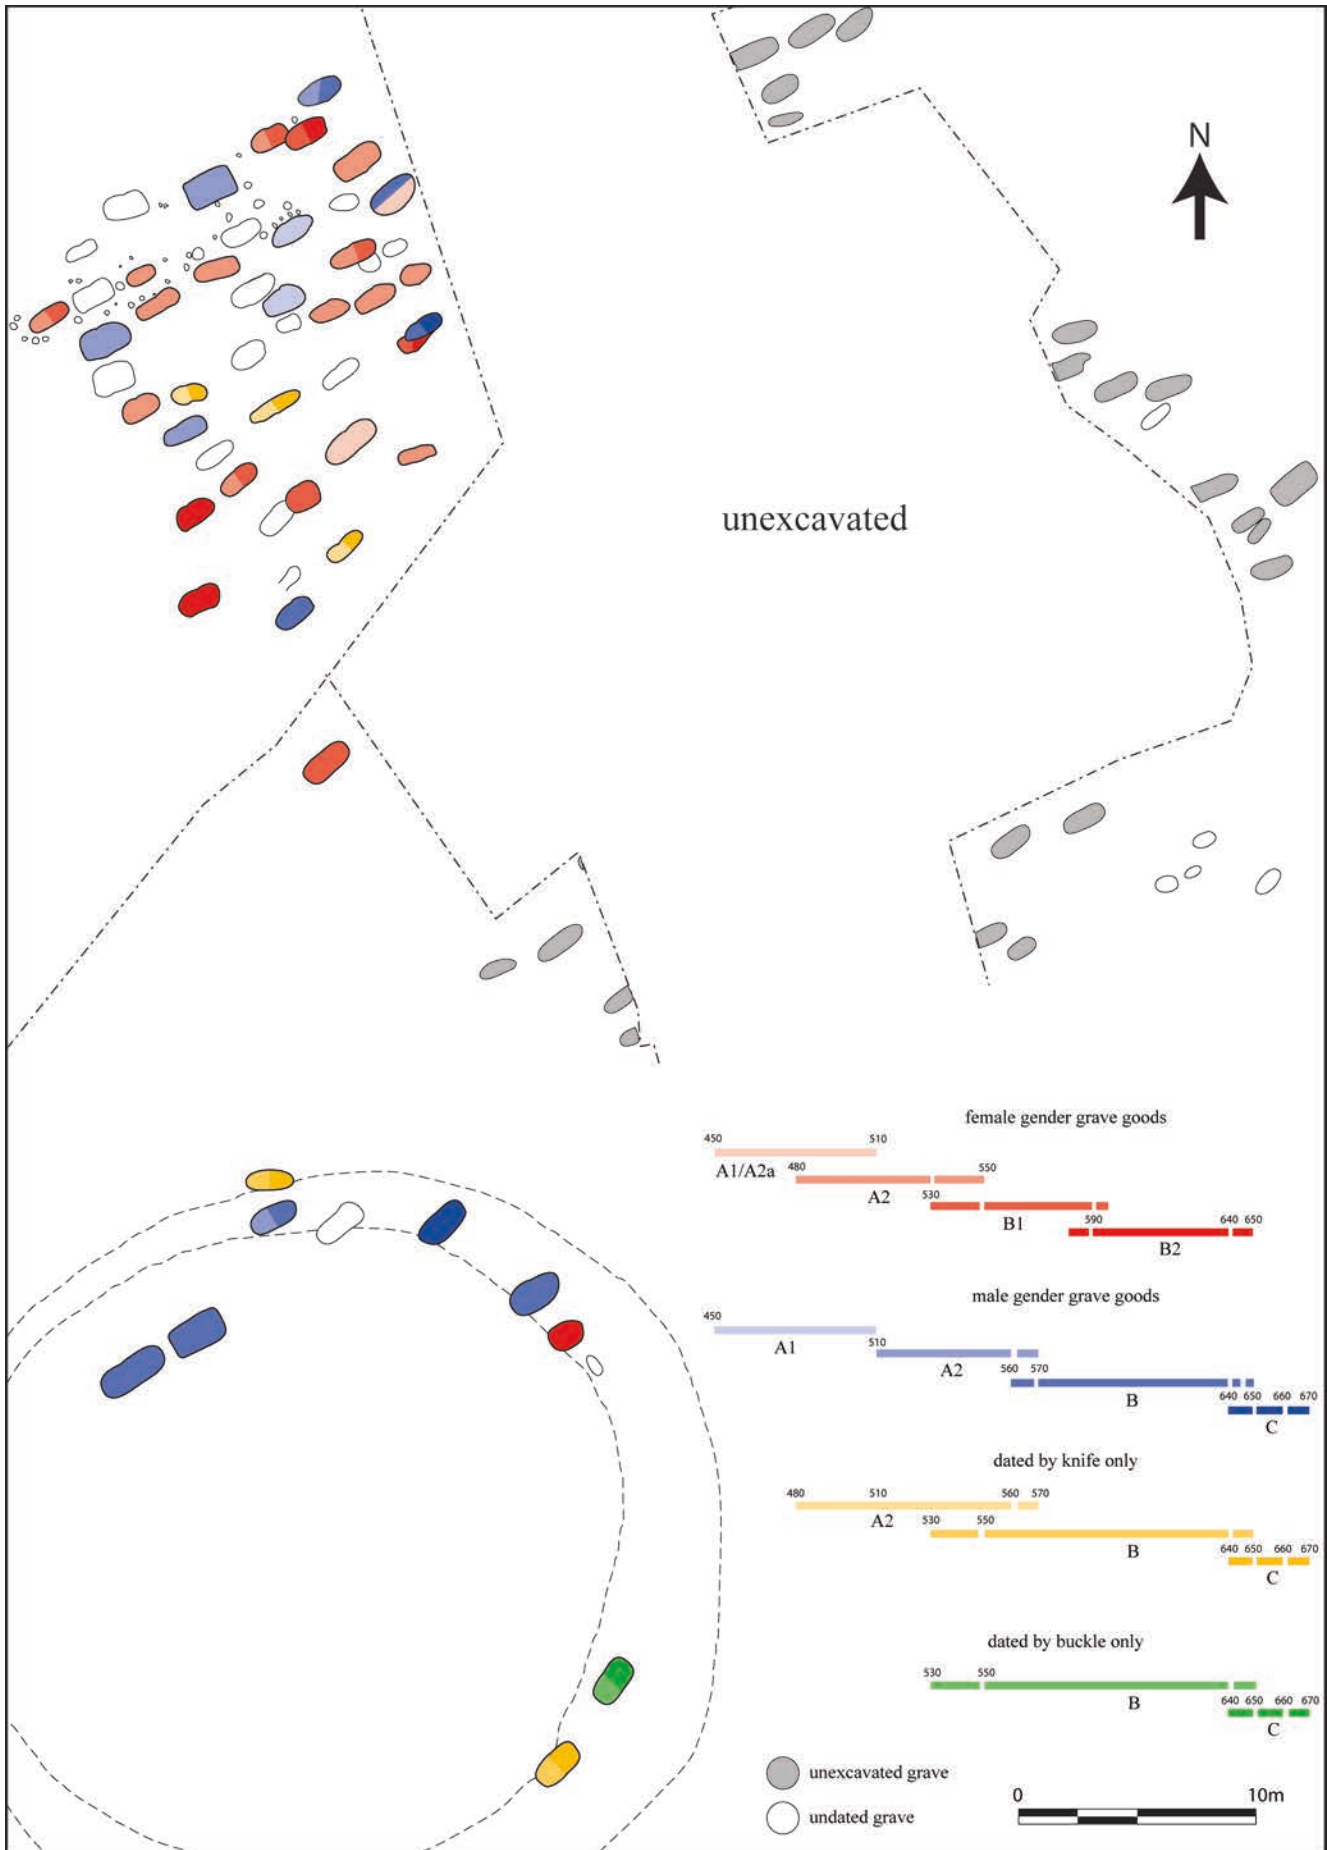 N
unexcavated
female gender grave goods
450 510
A1/A2a 480 550
A2 530
B1 590 640 650
B2
male gender grave goods
450
A1 510
A2 560 570
B 640 650 660 670
C
dated by knife only
480 510 560 570
A2 530 550
B 640 650 660 670
C
dated by buckle only
530 550
B 640 650 660 670
C
unexcavated grave
undated grave
0 10m